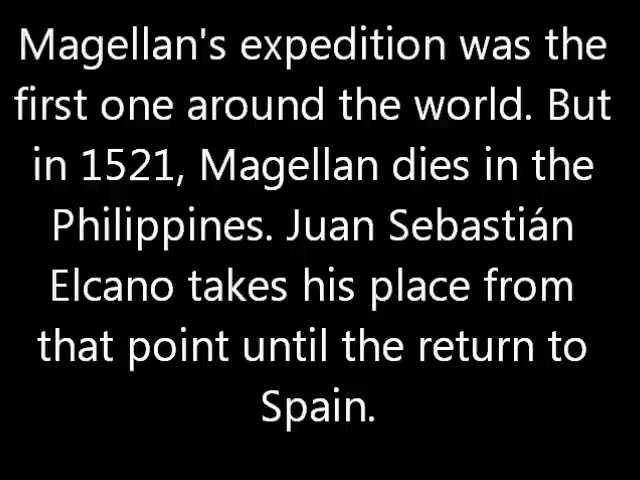 Magellan's expedition was the
first one around the world. But
in 1521, Magellan dies in the
Philippines. Juan Sebastián
Elcano takes his place from
that point until the return to
Spain.